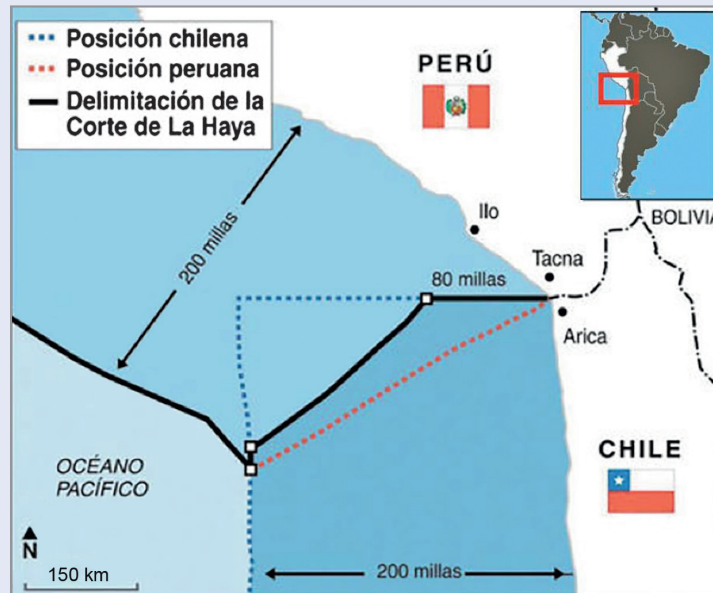 Posición chilena
Posición peruana
Delimitación de la
Corte de La Haya
PERÚ
BOLIVIA
200 millas
Ilo
Tacna
80 millas
Arica
CHILE
OCÉANO
PACÍFICO
N
150 km
200 millas